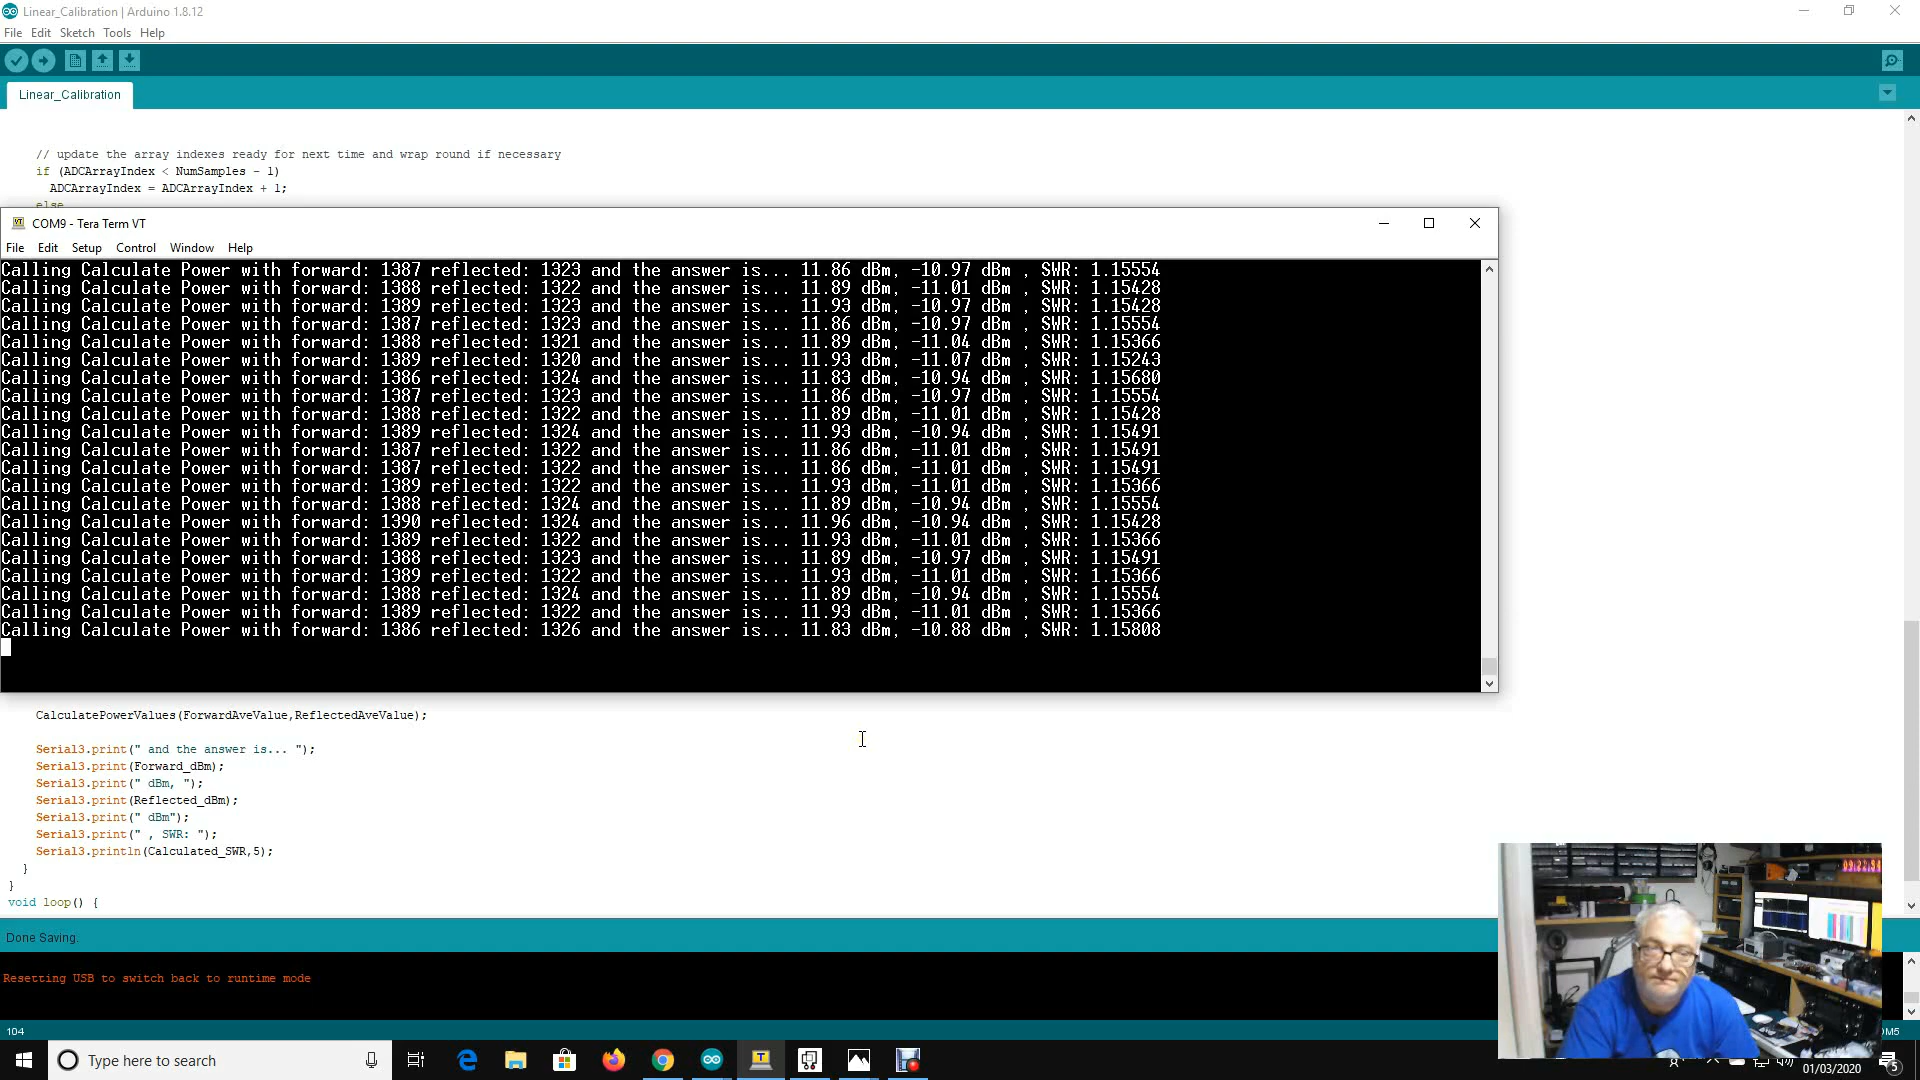 Linear_Calibration | Arduino 1.8.12
File Edit Sketch Tools Help
Linear_Calibration
// update the array indexes ready for next time and wrap round if necessary
if (ADCArrayIndex < NumSamples - 1)
ADCArrayIndex = ADCArrayIndex + 1;
else
COM9 - Tera Term VT
File Edit Setup Control Window Help
Calling Calculate Power with forward: 1387 reflected: 1323 and the answer is... 11.86 dBm, -10.97 dBm , SWR: 1.15554
Calling Calculate Power with forward: 1388 reflected: 1322 and the answer is... 11.89 dBm, -11.01 dBm , SWR: 1.15428
Calling Calculate Power with forward: 1389 reflected: 1323 and the answer is... 11.93 dBm, -10.97 dBm , SWR: 1.15428
Calling Calculate Power with forward: 1387 reflected: 1323 and the answer is... 11.86 dBm, -10.97 dBm , SWR: 1.15554
Calling Calculate Power with forward: 1388 reflected: 1321 and the answer is... 11.89 dBm, -11.04 dBm , SWR: 1.15366
Calling Calculate Power with forward: 1389 reflected: 1320 and the answer is... 11.93 dBm, -11.07 dBm , SWR: 1.15243
Calling Calculate Power with forward: 1386 reflected: 1324 and the answer is... 11.83 dBm, -10.94 dBm , SWR: 1.15680
Calling Calculate Power with forward: 1387 reflected: 1323 and the answer is... 11.86 dBm, -10.97 dBm , SWR: 1.15554
Calling Calculate Power with forward: 1388 reflected: 1322 and the answer is... 11.89 dBm, -11.01 dBm , SWR: 1.15428
Calling Calculate Power with forward: 1389 reflected: 1324 and the answer is... 11.93 dBm, -10.94 dBm , SWR: 1.15491
Calling Calculate Power with forward: 1387 reflected: 1322 and the answer is... 11.86 dBm, -11.01 dBm , SWR: 1.15491
Calling Calculate Power with forward: 1387 reflected: 1322 and the answer is... 11.86 dBm, -11.01 dBm , SWR: 1.15491
Calling Calculate Power with forward: 1389 reflected: 1322 and the answer is... 11.93 dBm, -11.01 dBm , SWR: 1.15366
Calling Calculate Power with forward: 1388 reflected: 1324 and the answer is... 11.89 dBm, -10.94 dBm , SWR: 1.15554
Calling Calculate Power with forward: 1390 reflected: 1324 and the answer is... 11.96 dBm, -10.94 dBm , SWR: 1.15428
Calling Calculate Power with forward: 1389 reflected: 1322 and the answer is... 11.93 dBm, -11.01 dBm , SWR: 1.15366
Calling Calculate Power with forward: 1388 reflected: 1323 and the answer is... 11.89 dBm, -10.97 dBm , SWR: 1.15491
Calling Calculate Power with forward: 1389 reflected: 1322 and the answer is... 11.93 dBm, -11.01 dBm , SWR: 1.15366
Calling Calculate Power with forward: 1388 reflected: 1324 and the answer is... 11.89 dBm, -10.94 dBm , SWR: 1.15554
Calling Calculate Power with forward: 1389 reflected: 1322 and the answer is... 11.93 dBm, -11.01 dBm , SWR: 1.15366
Calling Calculate Power with forward: 1386 reflected: 1326 and the answer is... 11.83 dBm, -10.88 dBm , SWR: 1.15808
CalculatePowerValues(ForwardAveValue,ReflectedAveValue);
Serial3.print(" and the answer is... ");
Serial3.print(Forward_dBm);
Serial3.print(" dBm, ");
Serial3.print(Reflected_dBm);
Serial3.print(" dBm");
Serial3.print(" , SWR: ");
Serial3.println(Calculated_SWR,5);
}
}
void loop() {
Done Saving.
Resetting USB to switch back to runtime mode
104
Type here to search
01/03/2020
5